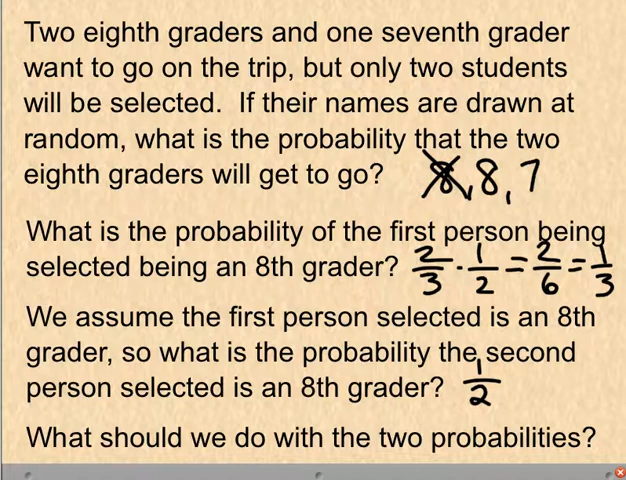 Two eighth graders and one seventh grader
want to go on the trip, but only two students
will be selected. If their names are drawn at
random, what is the probability that the two
eighth graders will get to go? 8, 8, 7
What is the probability of the first person being
selected being an 8th grader? 2/3 · 1/2 = 2/6 = 1/3
We assume the first person selected is an 8th
grader, so what is the probability the second
person selected is an 8th grader? 1/2
What should we do with the two probabilities?